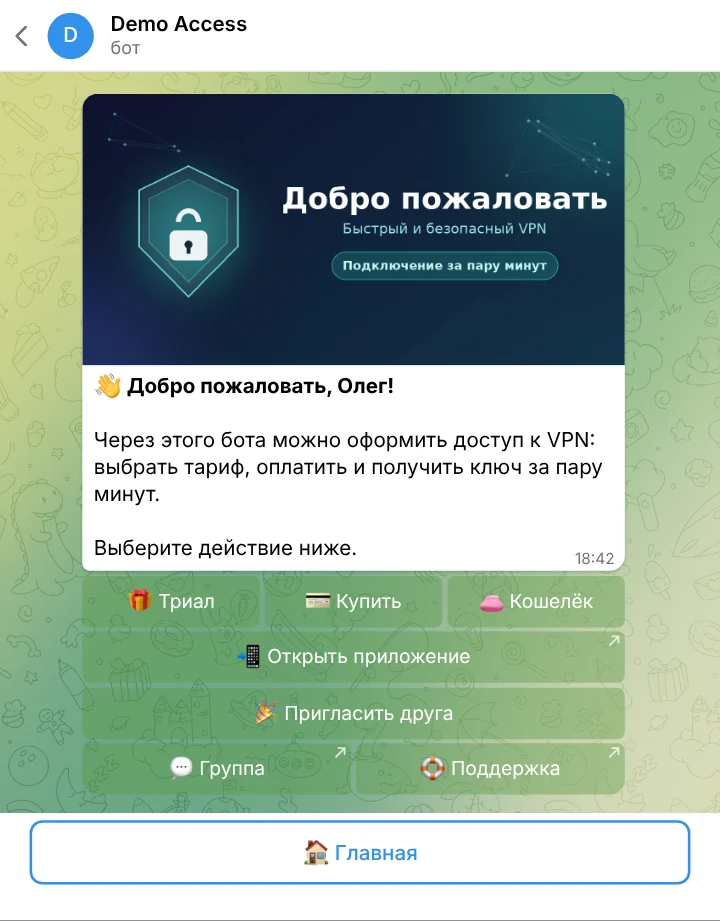 D
Demo Access
бот
Добро пожаловать
Быстрый и безопасный VPN
Подключение за пару минут
👋 Добро пожаловать, Олег!
Через этого бота можно оформить доступ к VPN:
выбрать тариф, оплатить и получить ключ за пару
минут.
Выберите действие ниже.
18:42
🎁 Триал
💳 Купить
👛 Кошелёк
📲 Открыть приложение
🎉 Пригласить друга
💬 Группа
🛟 Поддержка
🏠 Главная